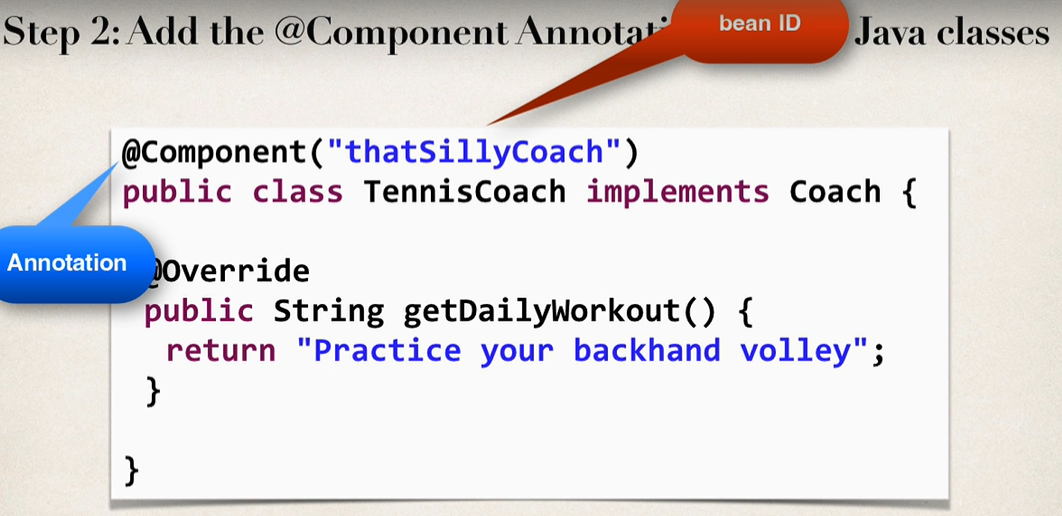 Step 2: Add the @Component Annotati Java classes
bean ID
@Component("thatSillyCoach")
public class TennisCoach implements Coach {
Annotation
@Override
public String getDailyWorkout() {
return "Practice your backhand volley";
}
}